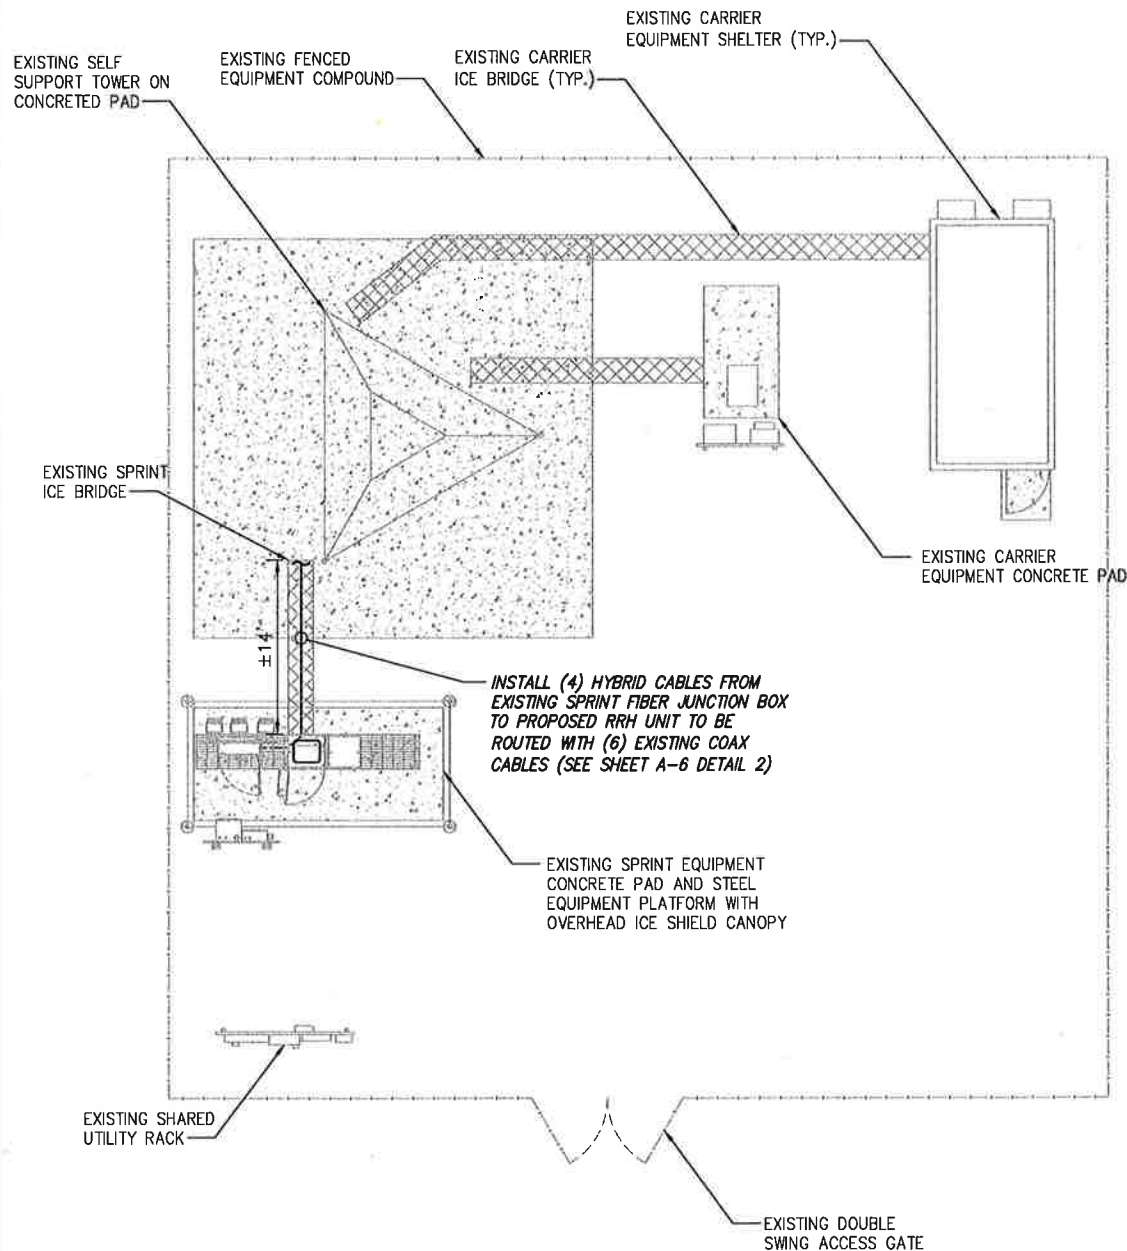 EXISTING CARRIER
EQUIPMENT SHELTER (TYP.)
EXISTING SELF
SUPPORT TOWER ON
CONCRETED PAD
EXISTING FENCED
EQUIPMENT COMPOUND
EXISTING CARRIER
ICE BRIDGE (TYP.)
EXISTING SPRINT
ICE BRIDGE
EXISTING CARRIER
EQUIPMENT CONCRETE PAD
±14'
INSTALL (4) HYBRID CABLES FROM
EXISTING SPRINT FIBER JUNCTION BOX
TO PROPOSED RRH UNIT TO BE
ROUTED WITH (6) EXISTING COAX
CABLES (SEE SHEET A-6 DETAIL 2)
EXISTING SPRINT EQUIPMENT
CONCRETE PAD AND STEEL
EQUIPMENT PLATFORM WITH
OVERHEAD ICE SHIELD CANOPY
EXISTING SHARED
UTILITY RACK
EXISTING DOUBLE
SWING ACCESS GATE